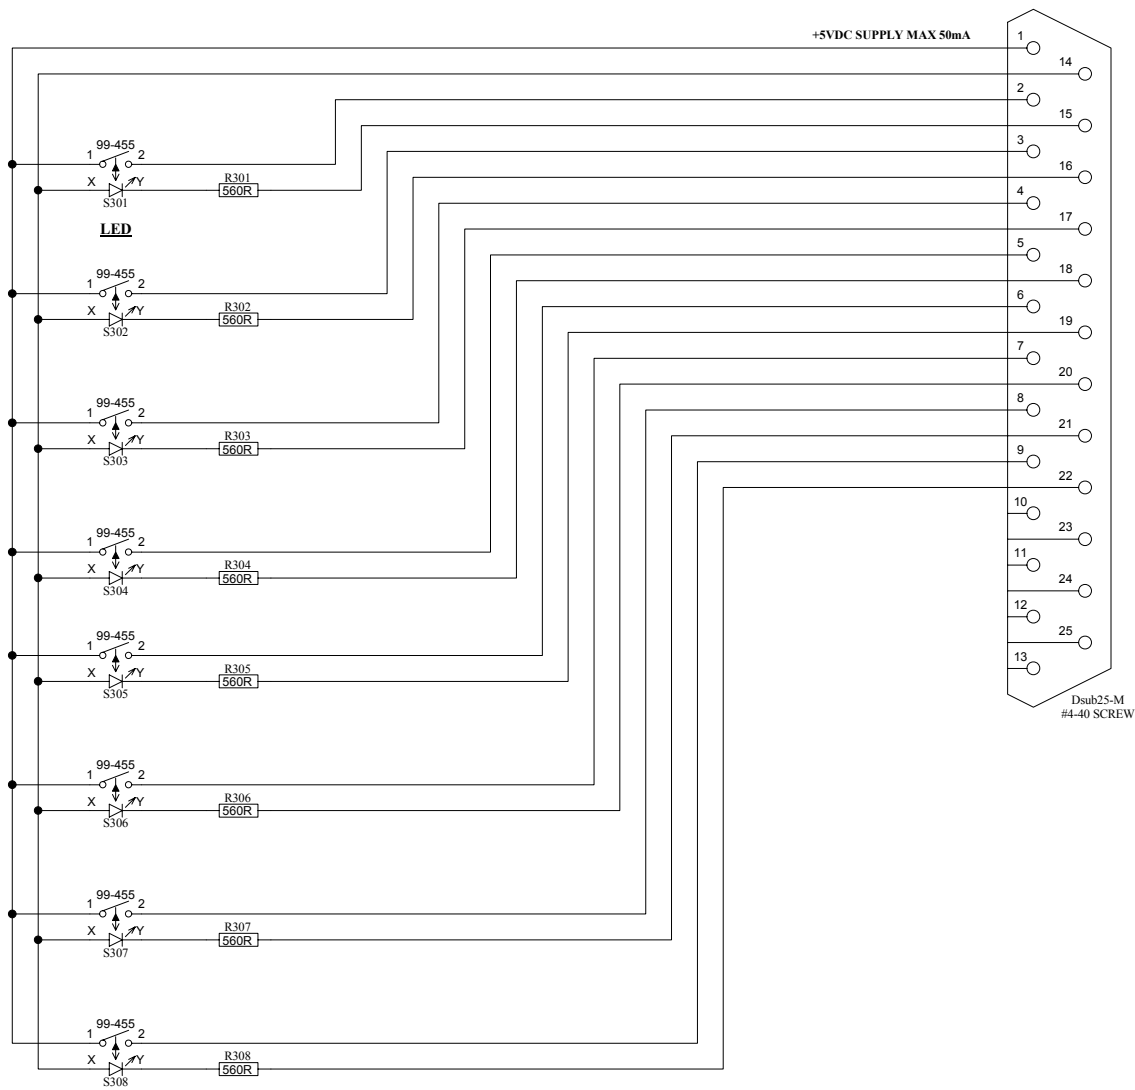 +5VDC SUPPLY MAX 50mA
1
14
2
15
3
16
4
17
5
18
6
19
7
20
8
21
9
22
10
23
11
24
12
25
13
Dsub25-M
#4-40 SCREW
99-455
1 2
X Y
S301
R301
560R
LED
99-455
1 2
X Y
S302
R302
560R
99-455
1 2
X Y
S303
R303
560R
99-455
1 2
X Y
S304
R304
560R
99-455
1 2
X Y
S305
R305
560R
99-455
1 2
X Y
S306
R306
560R
99-455
1 2
X Y
S307
R307
560R
99-455
1 2
X Y
S308
R308
560R